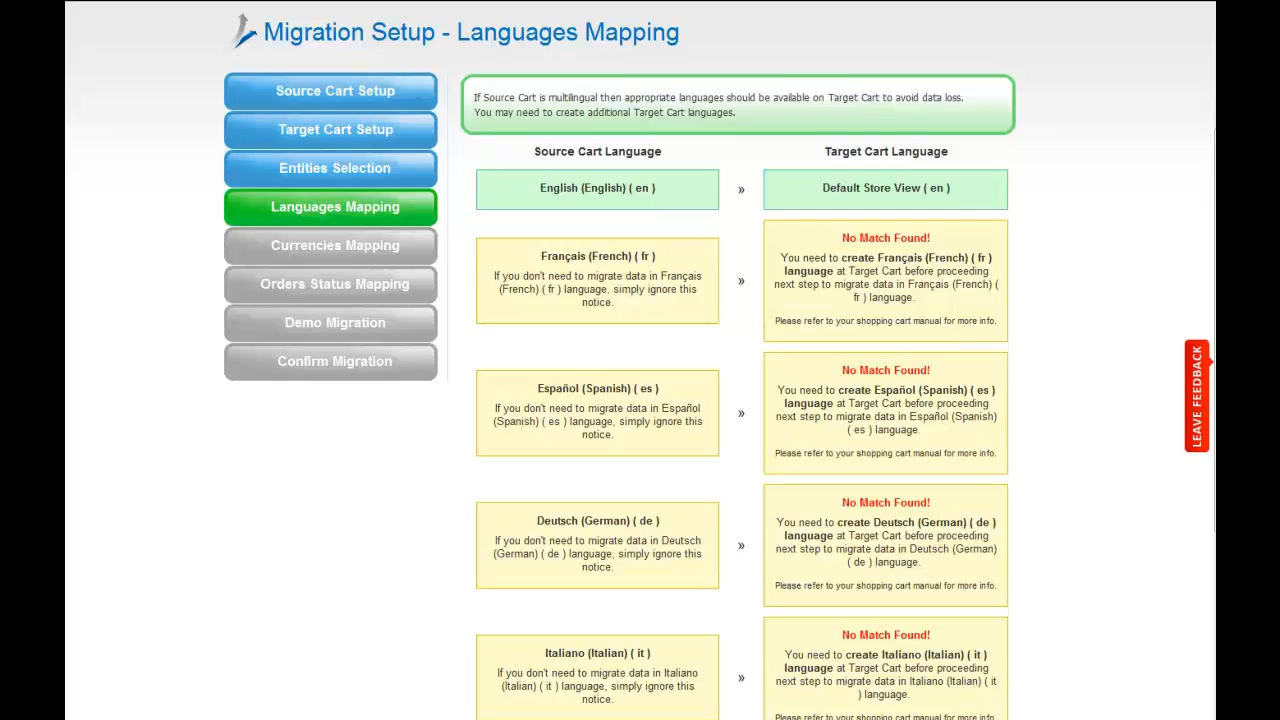 Migration Setup - Languages Mapping
Source Cart Setup
Target Cart Setup
Entities Selection
Languages Mapping
Currencies Mapping
Orders Status Mapping
Demo Migration
Confirm Migration
If Source Cart is multilingual then appropriate languages should be available on Target Cart to avoid data loss.
You may need to create additional Target Cart languages.
Source Cart Language
Target Cart Language
English (English) ( en )
»
Default Store View ( en )
Français (French) ( fr )
If you don't need to migrate data in Français
(French) ( fr ) language, simply ignore this
notice.
»
No Match Found!
You need to create Français (French) ( fr )
language at Target Cart before proceeding
next step to migrate data in Français (French) (
fr ) language.
Please refer to your shopping cart manual for more info.
Español (Spanish) ( es )
If you don't need to migrate data in Español
(Spanish) ( es ) language, simply ignore this
notice.
»
No Match Found!
You need to create Español (Spanish) ( es )
language at Target Cart before proceeding
next step to migrate data in Español (Spanish)
( es ) language.
Please refer to your shopping cart manual for more info.
Deutsch (German) ( de )
If you don't need to migrate data in Deutsch
(German) ( de ) language, simply ignore this
notice.
»
No Match Found!
You need to create Deutsch (German) ( de )
language at Target Cart before proceeding
next step to migrate data in Deutsch (German)
( de ) language.
Please refer to your shopping cart manual for more info.
Italiano (Italian) ( it )
If you don't need to migrate data in Italiano
(Italian) ( it ) language, simply ignore this
notice.
»
No Match Found!
You need to create Italiano (Italian) ( it )
language at Target Cart before proceeding
next step to migrate data in Italiano (Italian) ( it
) language.
Please refer to your shopping cart manual for more info.
LEAVE FEEDBACK